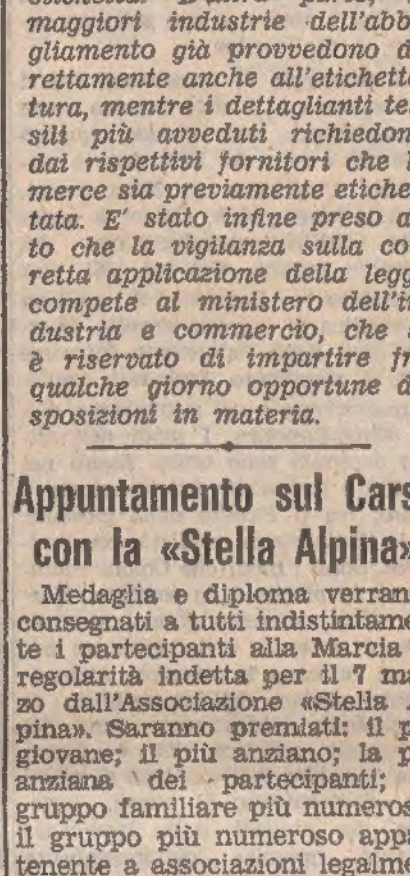 maggiori industrie dell'abb
gliamento già provvedono d
rettamente anche all'etichett
tura, mentre i dettaglianti te
sili più avveduti richiedon
dai rispettivi fornitori che l
merce sia previamente etiche
tata. E' stato infine preso a
to che la vigilanza sulla co
retta applicazione della legg
compete al ministero dell'i
dustria e commercio, che s
è riservato di impartire fr
qualche giorno opportune d
sposizioni in materia.
Appuntamento sul Cars
con la «Stella Alpina»
Medaglia e diploma verran
consegnati a tutti indistintame
te i partecipanti alla Marcia
regolarità indetta per il 7 ma
zo dall'Associazione «Stella A
pina». Saranno premiati: il p
giovane; il più anziano; la p
anziana dei partecipanti;
gruppo familiare più numeros
il gruppo più numeroso appa
tenente a associazioni legalme